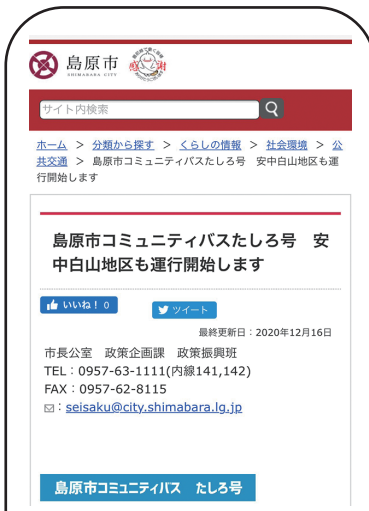 島原市
SHIMABARA CITY
サイト内検索
ホーム > 分類から探す > くらしの情報 > 社会環境 > 公
共交通 > 島原市コミュニティバスたしろ号 安中白山地区も運
行開始します
島原市コミュニティバスたしろ号 安
中白山地区も運行開始します
いいね! 0
ツイート
最終更新日：2020年12月16日
市長公室 政策企画課 政策振興班
TEL：0957-63-1111(内線141,142)
FAX：0957-62-8115
：seisaku@city.shimabara.lg.jp
島原市コミュニティバス たしろ号